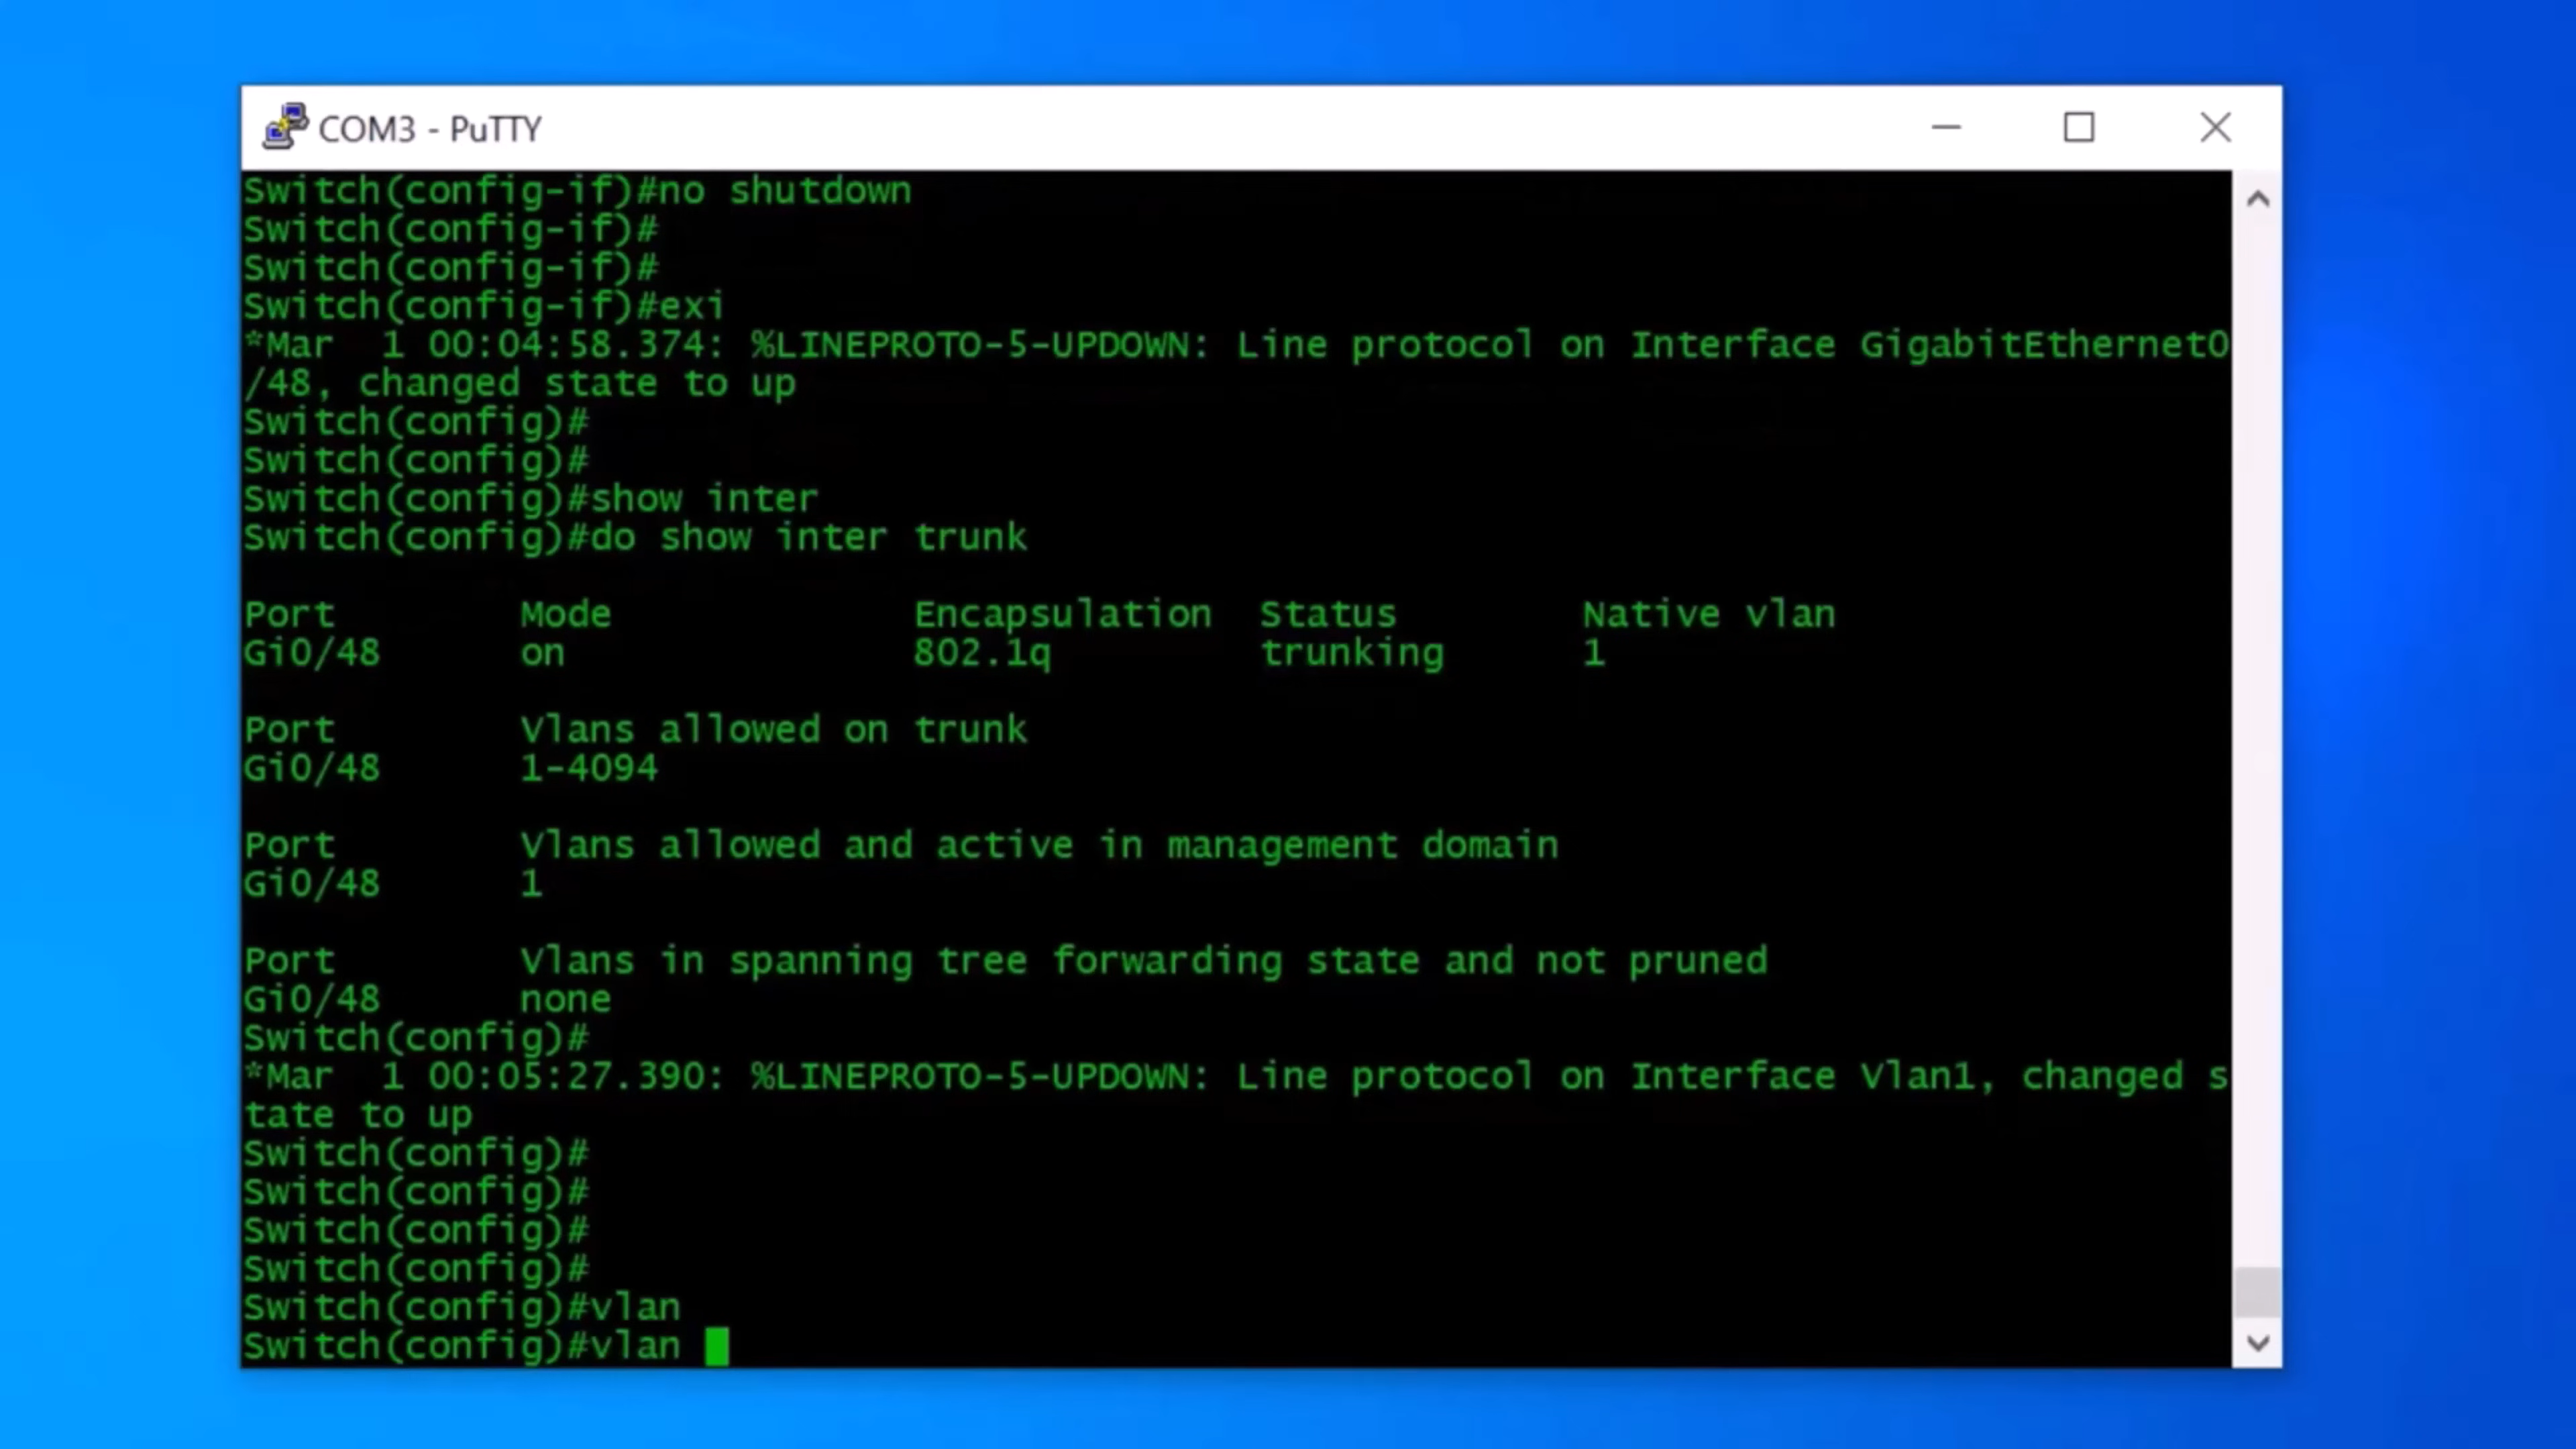 COM3 - PuTTY
Switch(config-if)#no shutdown
Switch(config-if)#
Switch(config-if)#
Switch(config-if)#exi
*Mar  1 00:04:58.374: %LINEPROTO-5-UPDOWN: Line protocol on Interface GigabitEthernet0
/48, changed state to up
Switch(config)#
Switch(config)#
Switch(config)#show inter
Switch(config)#do show inter trunk
Port Mode Encapsulation Status Native vlan
Gi0/48 on 802.1q trunking 1
Port Vlans allowed on trunk
Gi0/48 1-4094
Port Vlans allowed and active in management domain
Gi0/48 1
Port Vlans in spanning tree forwarding state and not pruned
Gi0/48 none
Switch(config)#
*Mar  1 00:05:27.390: %LINEPROTO-5-UPDOWN: Line protocol on Interface Vlan1, changed s
tate to up
Switch(config)#
Switch(config)#
Switch(config)#
Switch(config)#
Switch(config)#vlan
Switch(config)#vlan